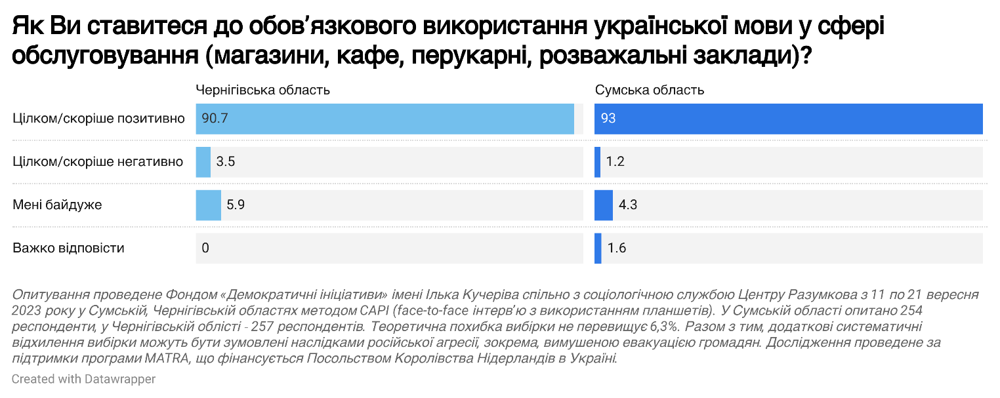 Як Ви ставитеся до обов’язкового використання української мови у сфері
обслуговування (магазини, кафе, перукарні, розважальні заклади)?
Чернігівська область Сумська область
Цілком/скоріше позитивно 90.7 93
Цілком/скоріше негативно 3.5 1.2
Мені байдуже 5.9 4.3
Важко відповісти 0 1.6
Опитування проведене Фондом «Демократичні ініціативи» імені Ілька Кучеріва спільно з соціологічною службою Центру Разумкова з 11 по 21 вересня
2023 року у Сумській, Чернігівській областях методом CAPI (face-to-face інтерв’ю з використанням планшетів). У Сумській області опитано 254
респонденти, у Чернігівській облісті - 257 респондентів. Теоретична похибка вибірки не перевищує 6,3%. Разом з тим, додаткові систематичні
відхилення вибірки можуть бути зумовлені наслідками російської агресії, зокрема, вимушеною евакуацією громадян. Дослідження проведене за
підтримки програми MATRA, що фінансується Посольством Королівства Нідерландів в Україні.
Created with Datawrapper